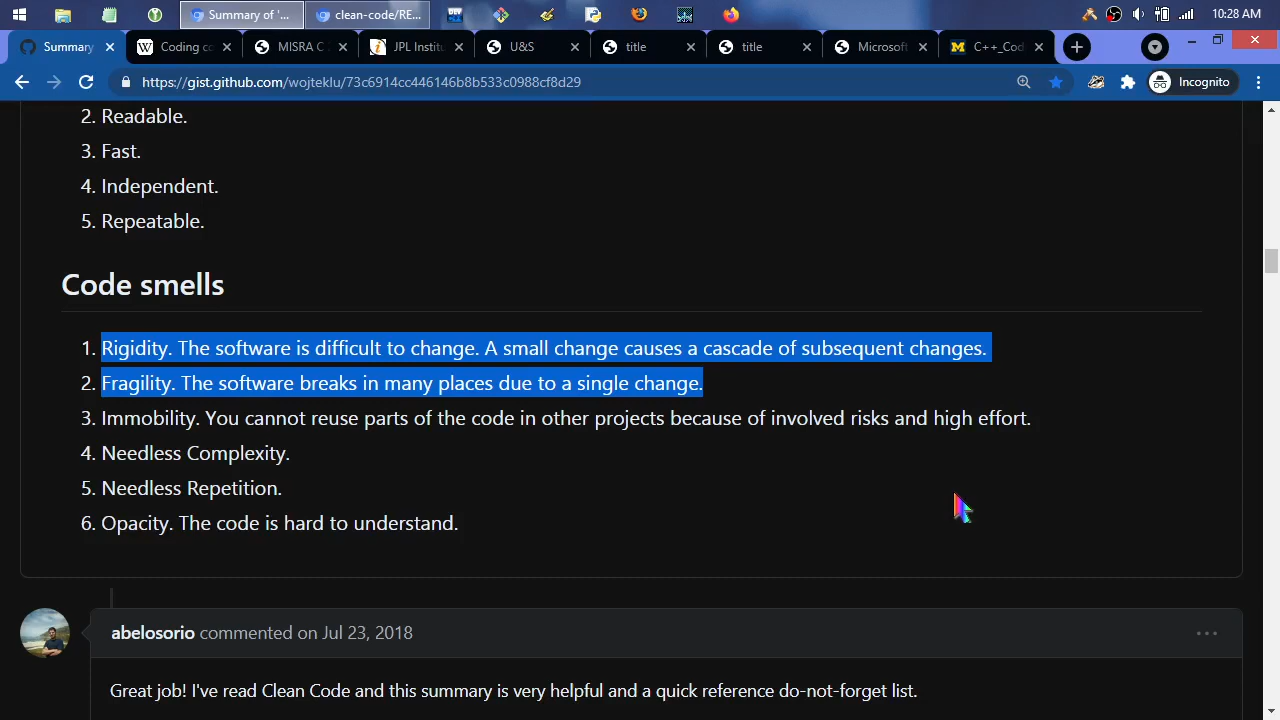 Summary of '...
clean-code/RE...
10:28 AM
Summary
Coding co
MISRA C
JPL Instit
U&S
title
title
Microsoft
C++_Cod
https://gist.github.com/wojteklu/73c6914cc446146b8b533c0988cf8d29
Incognito
2. Readable.
3. Fast.
4. Independent.
5. Repeatable.
Code smells
1. Rigidity. The software is difficult to change. A small change causes a cascade of subsequent changes.
2. Fragility. The software breaks in many places due to a single change.
3. Immobility. You cannot reuse parts of the code in other projects because of involved risks and high effort.
4. Needless Complexity.
5. Needless Repetition.
6. Opacity. The code is hard to understand.
abelosorio commented on Jul 23, 2018
Great job! I've read Clean Code and this summary is very helpful and a quick reference do-not-forget list.